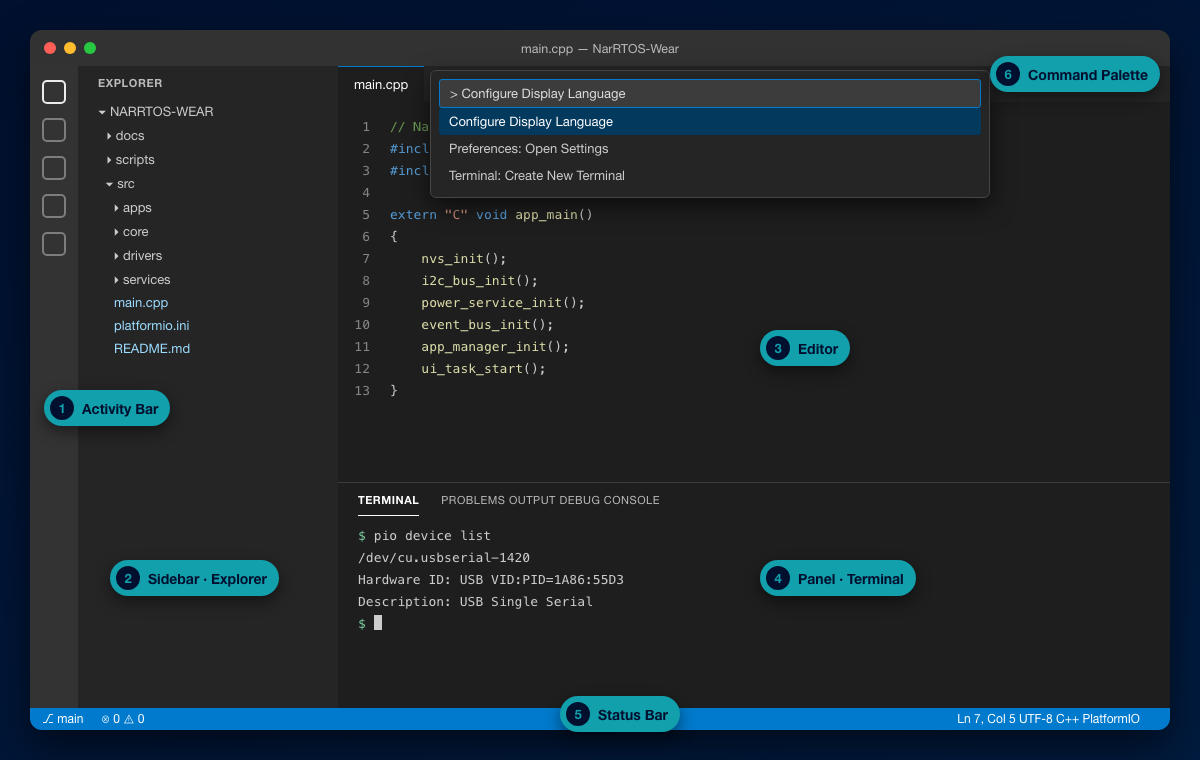 main.cpp — NarRTOS-Wear
6 Command Palette
EXPLORER
NARRTOS-WEAR
docs
scripts
src
apps
core
drivers
services
main.cpp
platformio.ini
README.md
1 Activity Bar
2 Sidebar · Explorer
main.cpp
> Configure Display Language
Configure Display Language
Preferences: Open Settings
Terminal: Create New Terminal
1 // Na
2 #incl
3 #incl
4
5 extern "C" void app_main()
6 {
7 nvs_init();
8 i2c_bus_init();
9 power_service_init();
10 event_bus_init();
11 app_manager_init();
12 ui_task_start();
13 }
3 Editor
TERMINAL PROBLEMS OUTPUT DEBUG CONSOLE
$ pio device list
/dev/cu.usbserial-1420
Hardware ID: USB VID:PID=1A86:55D3
Description: USB Single Serial
$
4 Panel · Terminal
5 Status Bar
⎇ main ⊗ 0 ⚠ 0
Ln 7, Col 5 UTF-8 C++ PlatformIO